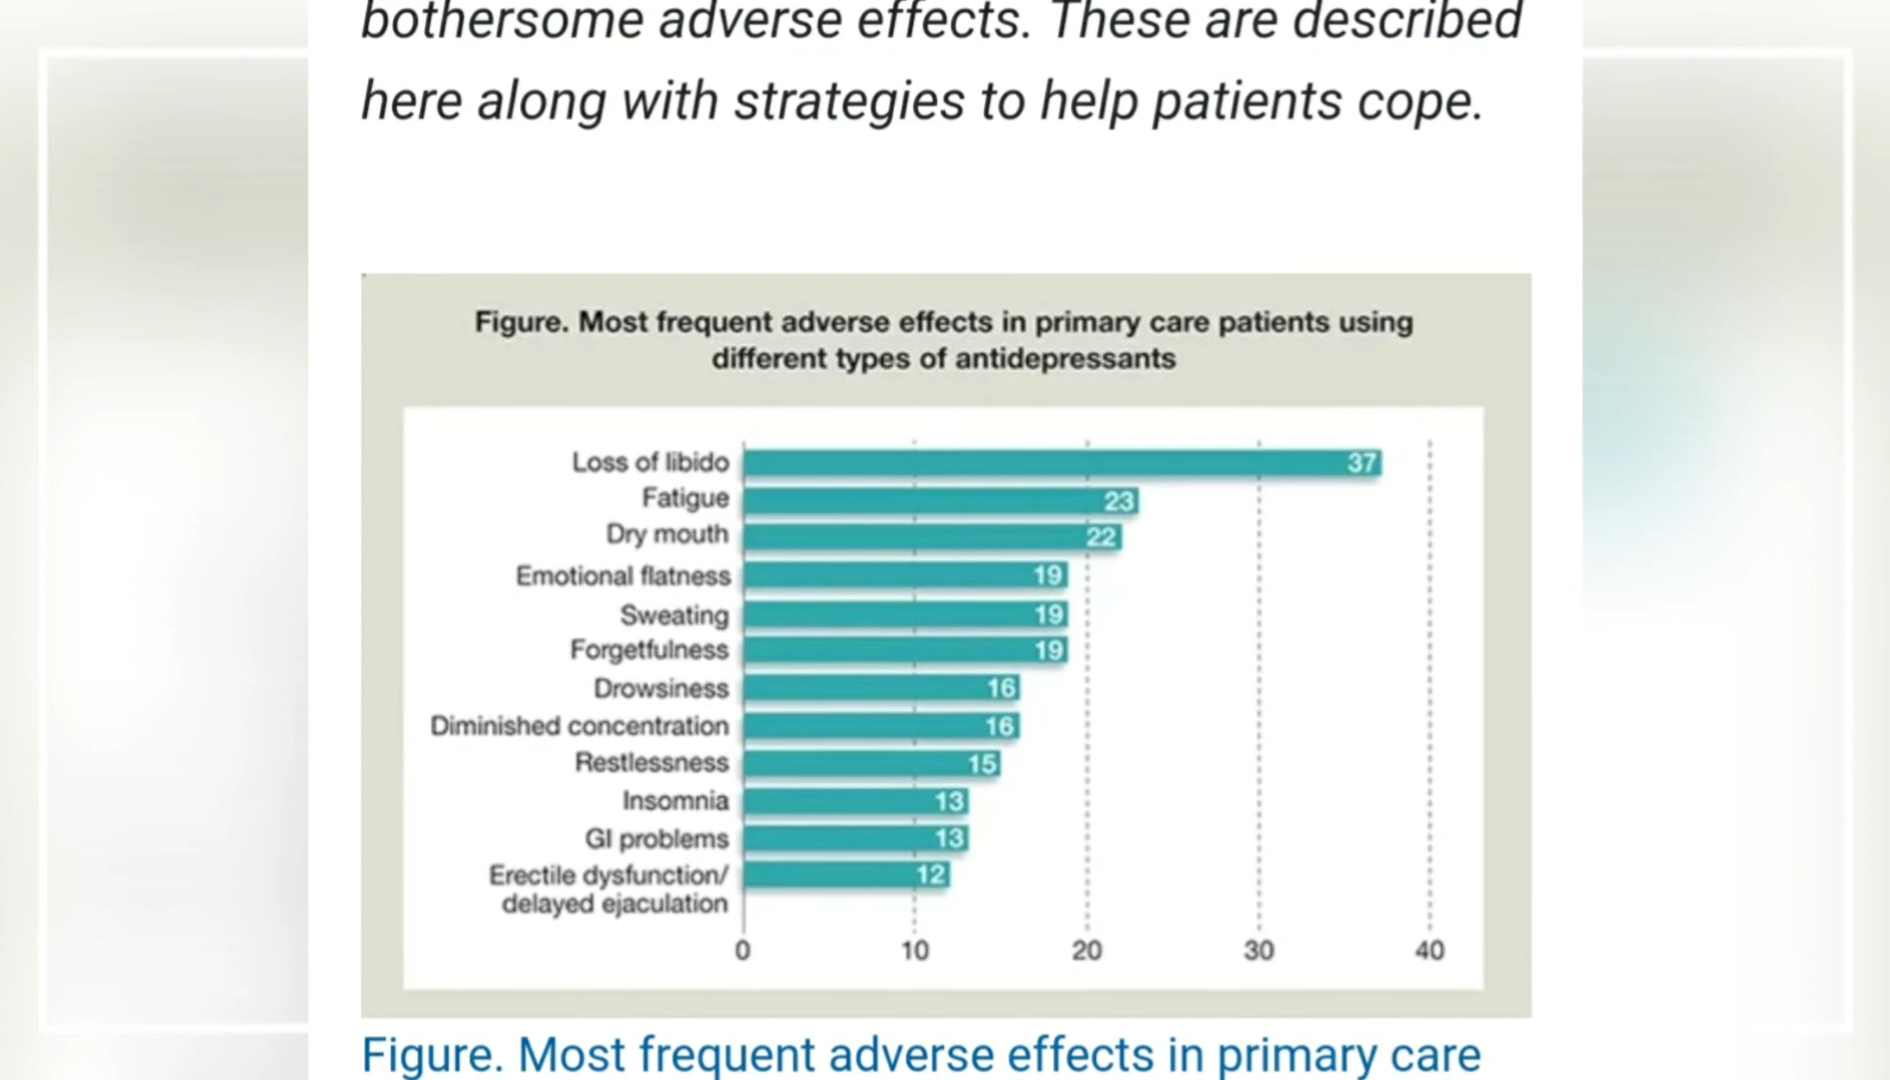 bothersome adverse effects. These are described
here along with strategies to help patients cope.
Figure. Most frequent adverse effects in primary care patients using
different types of antidepressants
Loss of libido 37
Fatigue 23
Dry mouth 22
Emotional flatness 19
Sweating 19
Forgetfulness 19
Drowsiness 16
Diminished concentration 16
Restlessness 15
Insomnia 13
GI problems 13
Erectile dysfunction/ 12
delayed ejaculation
0 10 20 30 40
Figure. Most frequent adverse effects in primary care